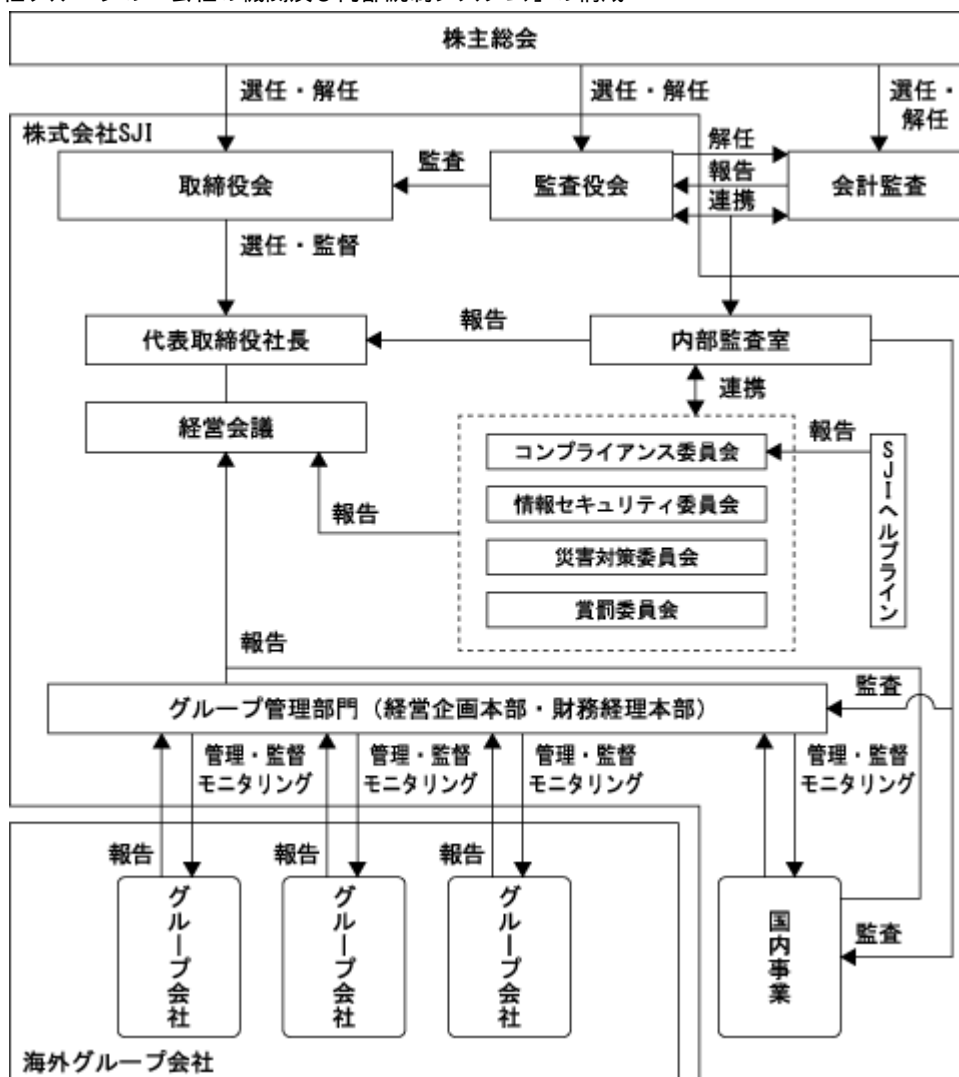 株主総会
選任・解任
選任・解任
選任・
解任
株式会社SJI
取締役会
監査
監査役会
解任
報告
連携
会計監査
選任・監督
代表取締役社長
報告
内部監査室
経営会議
連携
報告
コンプライアンス委員会
情報セキュリティ委員会
災害対策委員会
賞罰委員会
報告
SJIヘルプライン
報告
監査
グループ管理部門（経営企画本部・財務経理本部）
管理・監督
モニタリング
管理・監督
モニタリング
管理・監督
モニタリング
管理・監督
モニタリング
報告
報告
報告
グループ会社
グループ会社
グループ会社
国内事業
監査
海外グループ会社